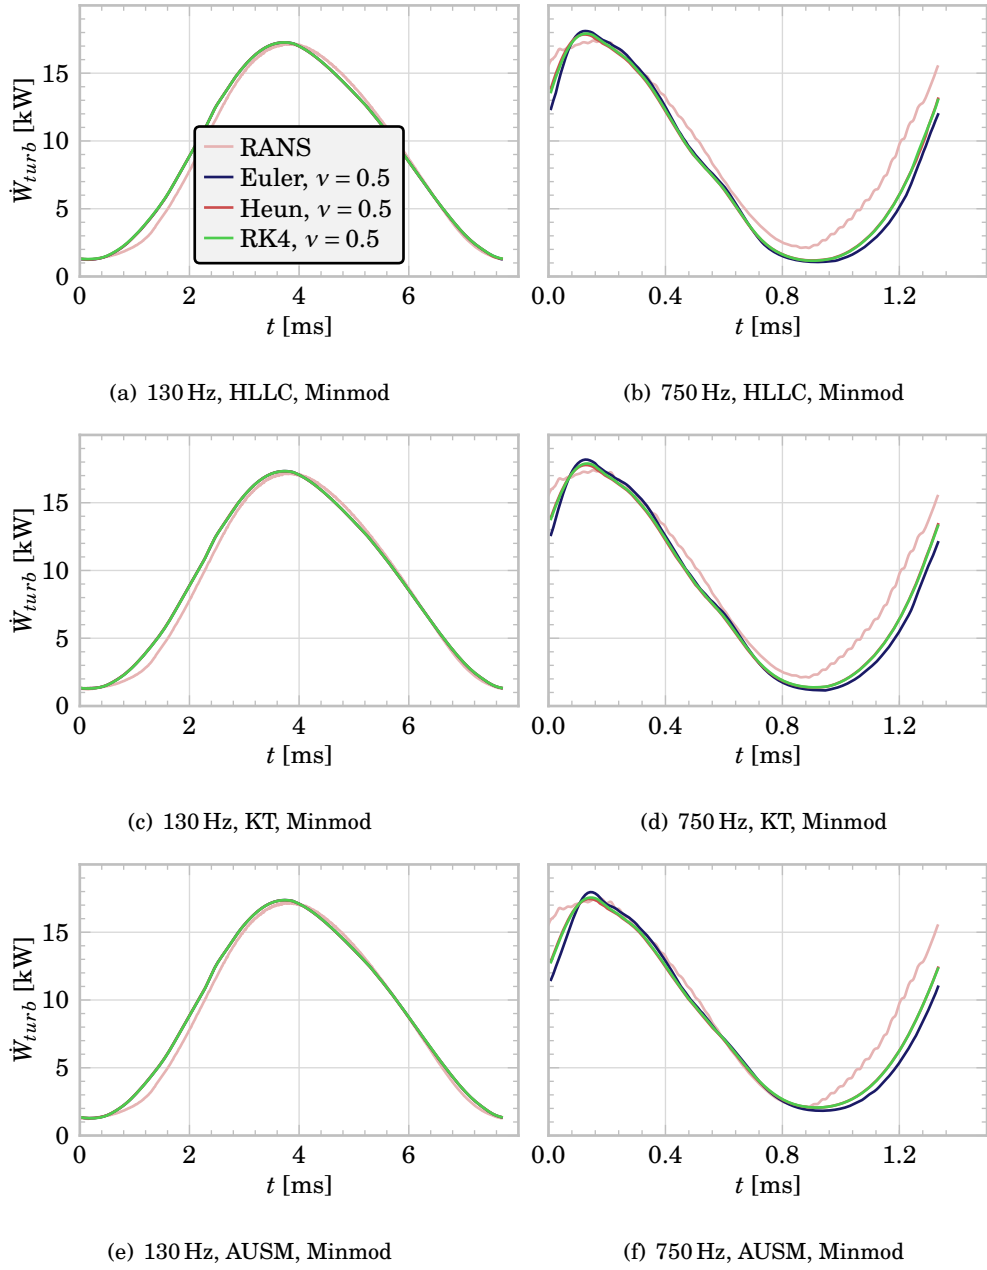 15
10
5
0
Ẇturb [kW]
0 2 4 6
t [ms]
RANS
Euler, ν = 0.5
Heun, ν = 0.5
RK4, ν = 0.5
0.0 0.4 0.8 1.2
t [ms]
(a) 130 Hz, HLLC, Minmod
(b) 750 Hz, HLLC, Minmod
15
10
5
0
Ẇturb [kW]
0 2 4 6
t [ms]
0.0 0.4 0.8 1.2
t [ms]
(c) 130 Hz, KT, Minmod
(d) 750 Hz, KT, Minmod
15
10
5
0
Ẇturb [kW]
0 2 4 6
t [ms]
0.0 0.4 0.8 1.2
t [ms]
(e) 130 Hz, AUSM, Minmod
(f) 750 Hz, AUSM, Minmod